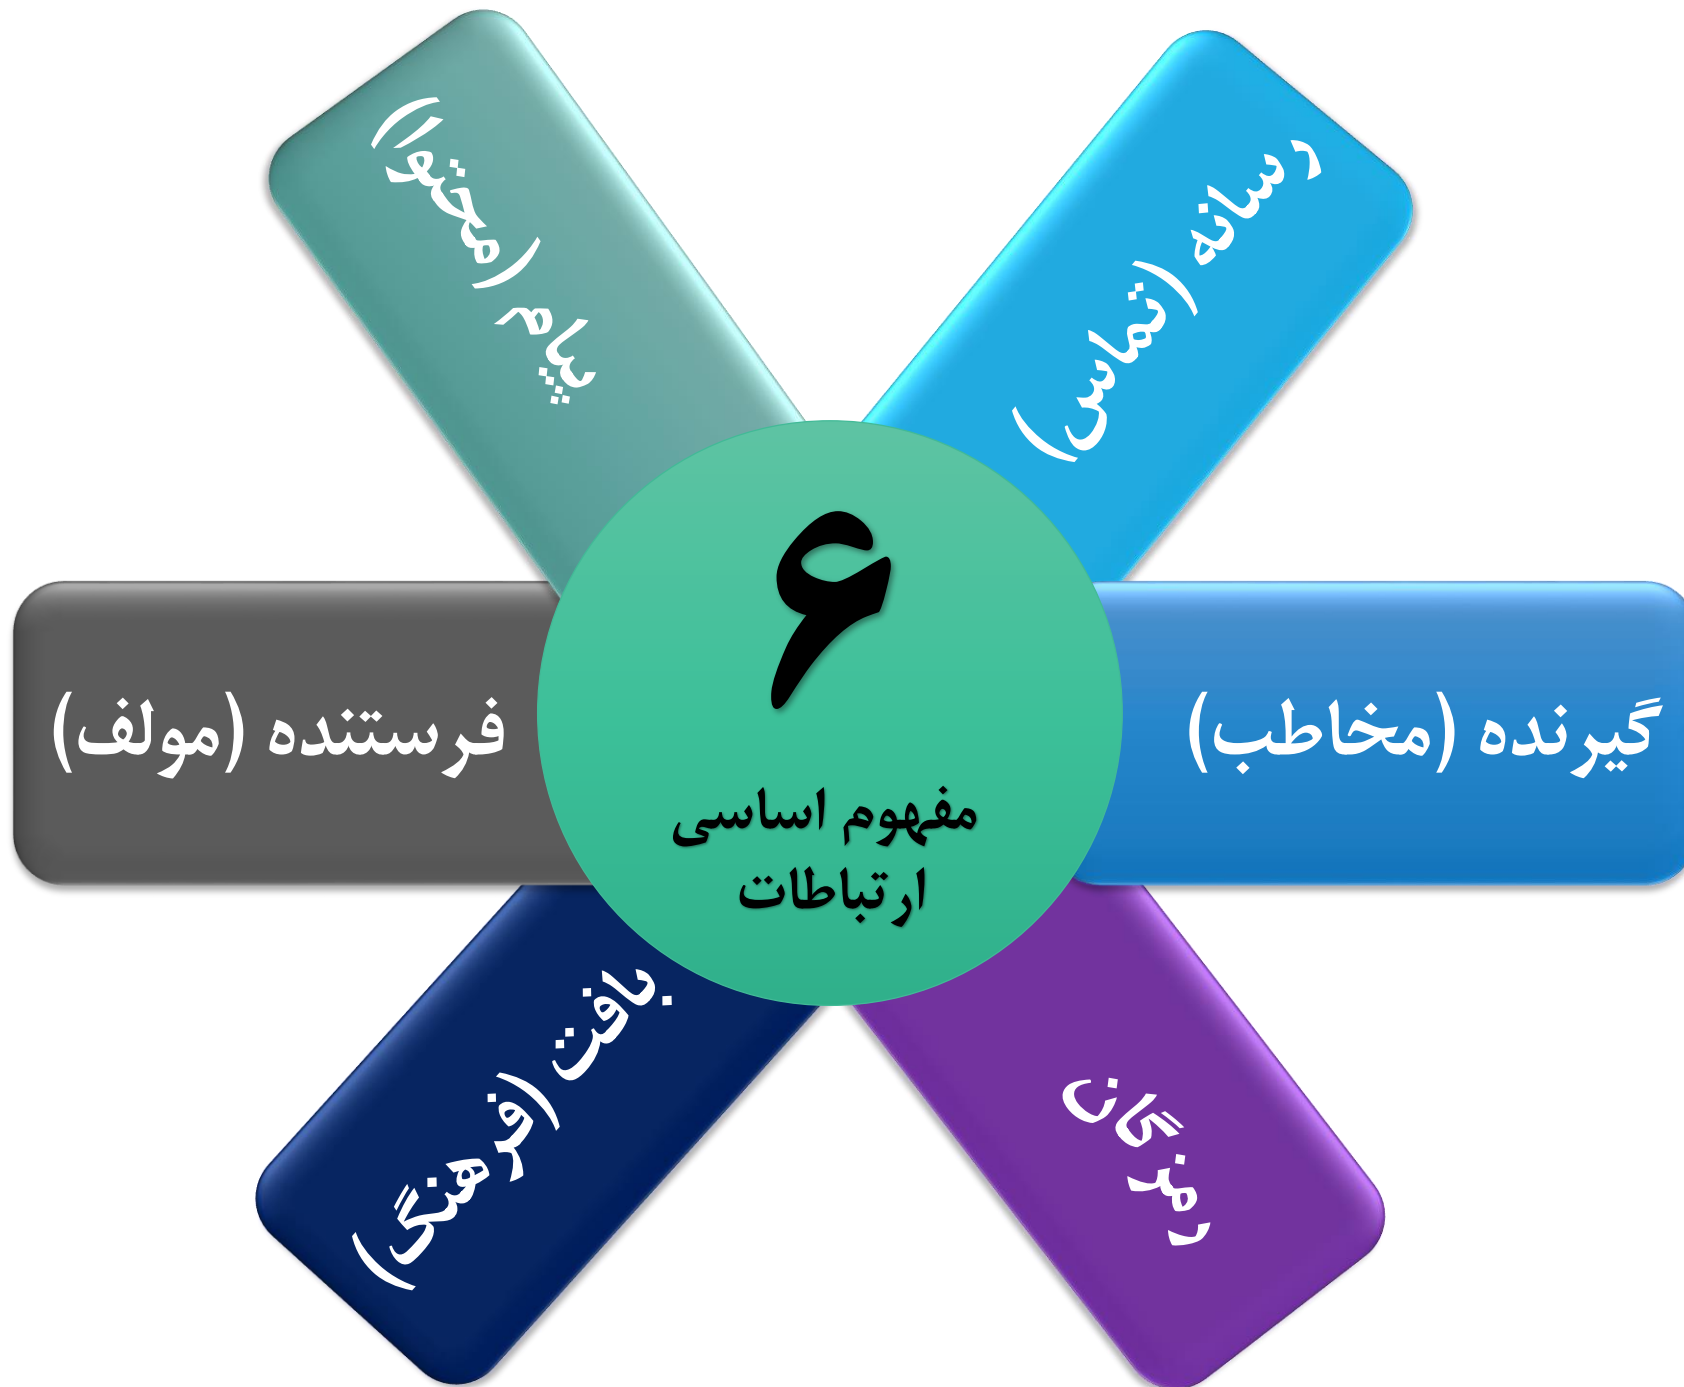 پیام (محتوا)
رسانه (تماس)
۶
مفهوم اساسی
ارتباطات
فرستنده (مولف)
گیرنده (مخاطب)
بافت (فرهنگ)
رمزگان